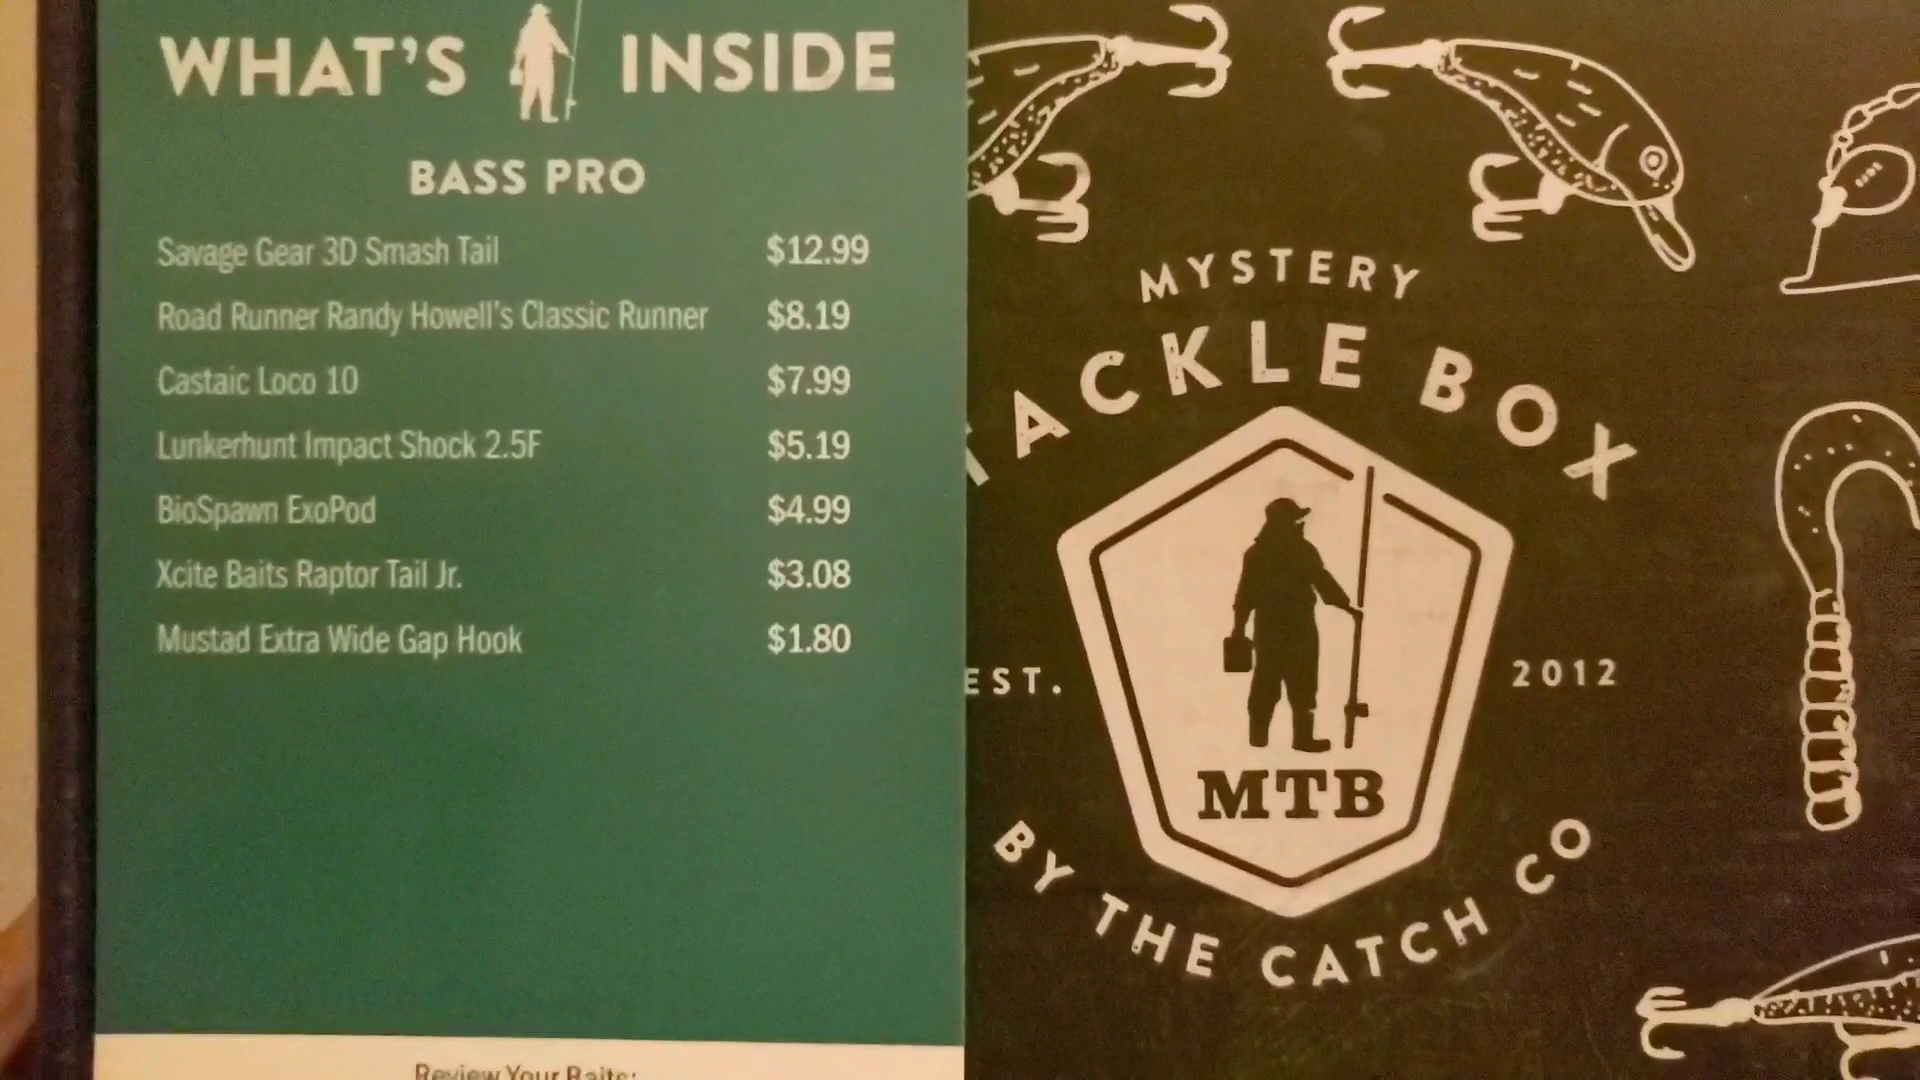 WHAT'S INSIDE
BASS PRO
Savage Gear 3D Smash Tail $12.99
Road Runner Randy Howell's Classic Runner $8.19
Castaic Loco 10 $7.99
Lunkerhunt Impact Shock 2.5F $5.19
BioSpawn ExoPod $4.99
Xcite Baits Raptor Tail Jr. $3.08
Mustad Extra Wide Gap Hook $1.80
Review Your Baits:
MYSTERY
TACKLE BOX
EST. 2012
MTB
BY THE CATCH CO